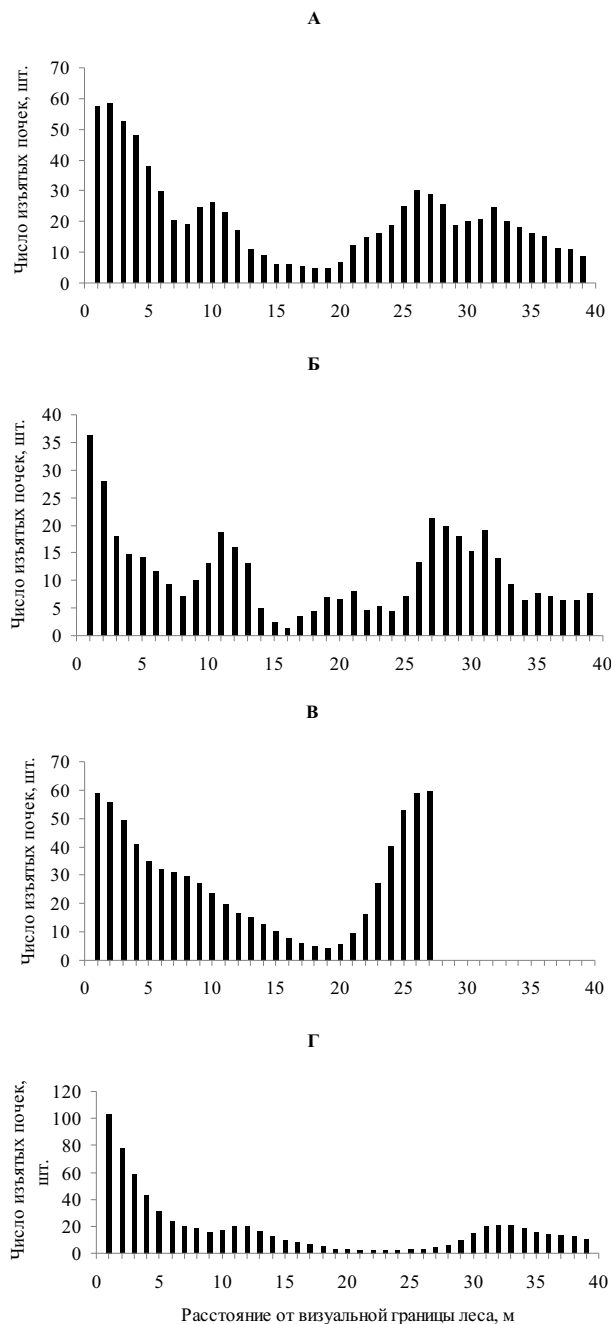 А
Число изъятых почек, шт.
70
60
50
40
30
20
10
0
0 5 10 15 20 25 30 35 40
Б
Число изъятых почек, шт.
40
35
30
25
20
15
10
5
0
0 5 10 15 20 25 30 35 40
В
Число изъятых почек, шт.
70
60
50
40
30
20
10
0
0 5 10 15 20 25 30 35 40
Г
Число изъятых почек,
шт.
120
100
80
60
40
20
0
0 5 10 15 20 25 30 35 40
Расстояние от визуальной границы леса, м